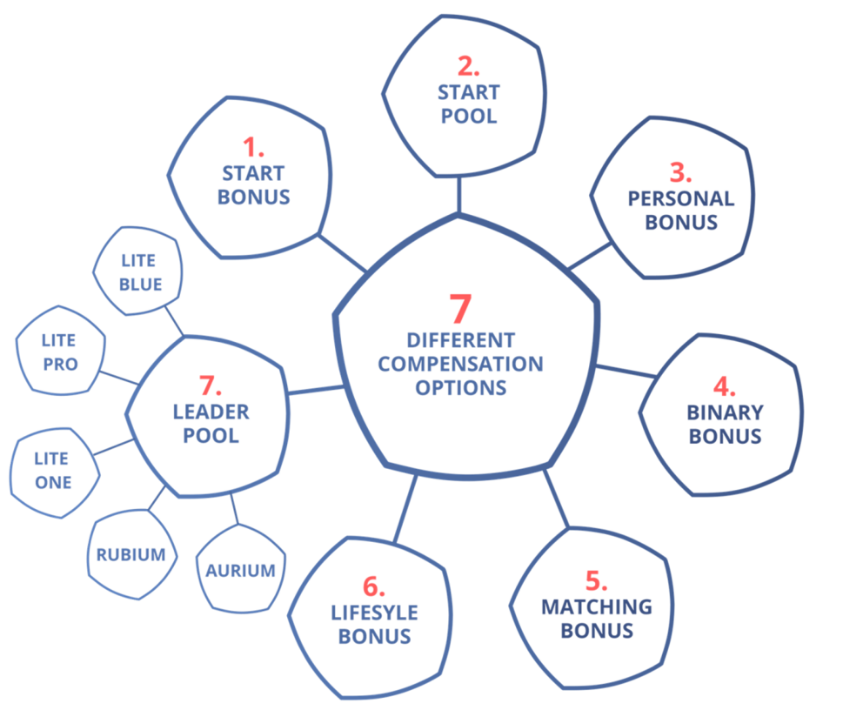 2.
START
POOL
1.
START
BONUS
3.
PERSONAL
BONUS
LITE
BLUE
7
DIFFERENT
COMPENSATION
OPTIONS
LITE
PRO
7.
LEADER
POOL
4.
BINARY
BONUS
LITE
ONE
RUBIUM
AURIUM
6.
LIFESYLE
BONUS
5.
MATCHING
BONUS